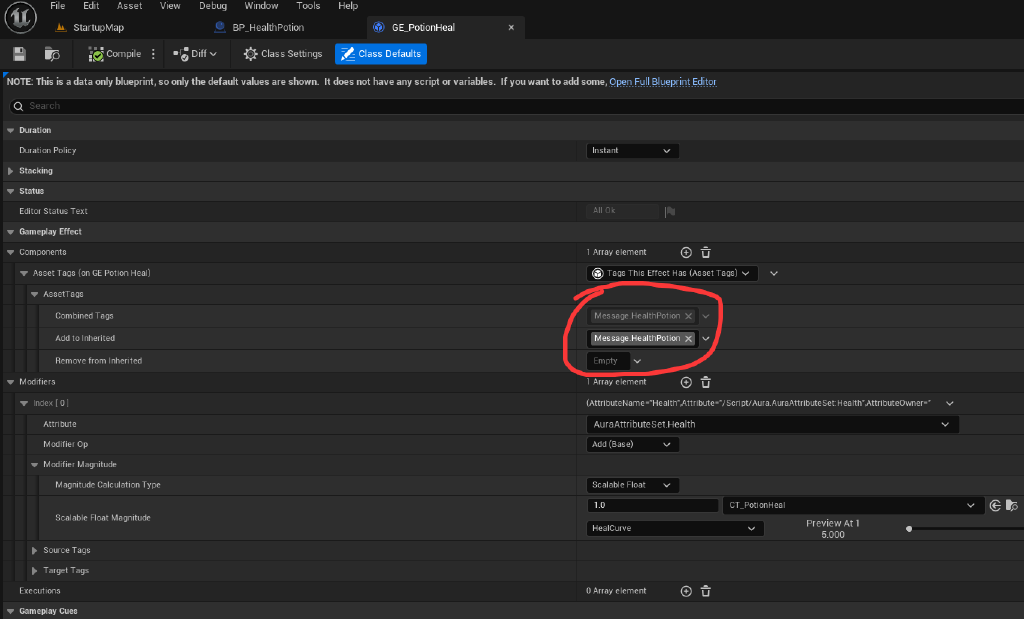 File Edit Asset View Debug Window Tools Help
StartupMap BP_HealthPotion GE_PotionHeal
Compile Diff Class Settings Class Defaults
NOTE: This is a data only blueprint, so only the default values are shown. It does not have any script or variables. If you want to add some, Open Full Blueprint Editor
Search
Duration
Duration Policy Instant
Stacking
Status
Editor Status Text All Ok
Gameplay Effect
Components 1 Array element
Asset Tags (on GE Potion Heal) Tags This Effect Has (Asset Tags)
AssetTags
Combined Tags Message.HealthPotion
Add to Inherited Message.HealthPotion
Remove from Inherited Empty
Modifiers 1 Array element
Index [ 0 ] (AttributeName="Health",Attribute="/Script/Aura.AuraAttributeSet:Health",AttributeOwner="
Attribute AuraAttributeSet.Health
Modifier Op Add (Base)
Modifier Magnitude
Magnitude Calculation Type Scalable Float
Scalable Float Magnitude 1.0 CT_PotionHeal
HealCurve Preview At 1
5.000
Source Tags
Target Tags
Executions 0 Array element
Gameplay Cues